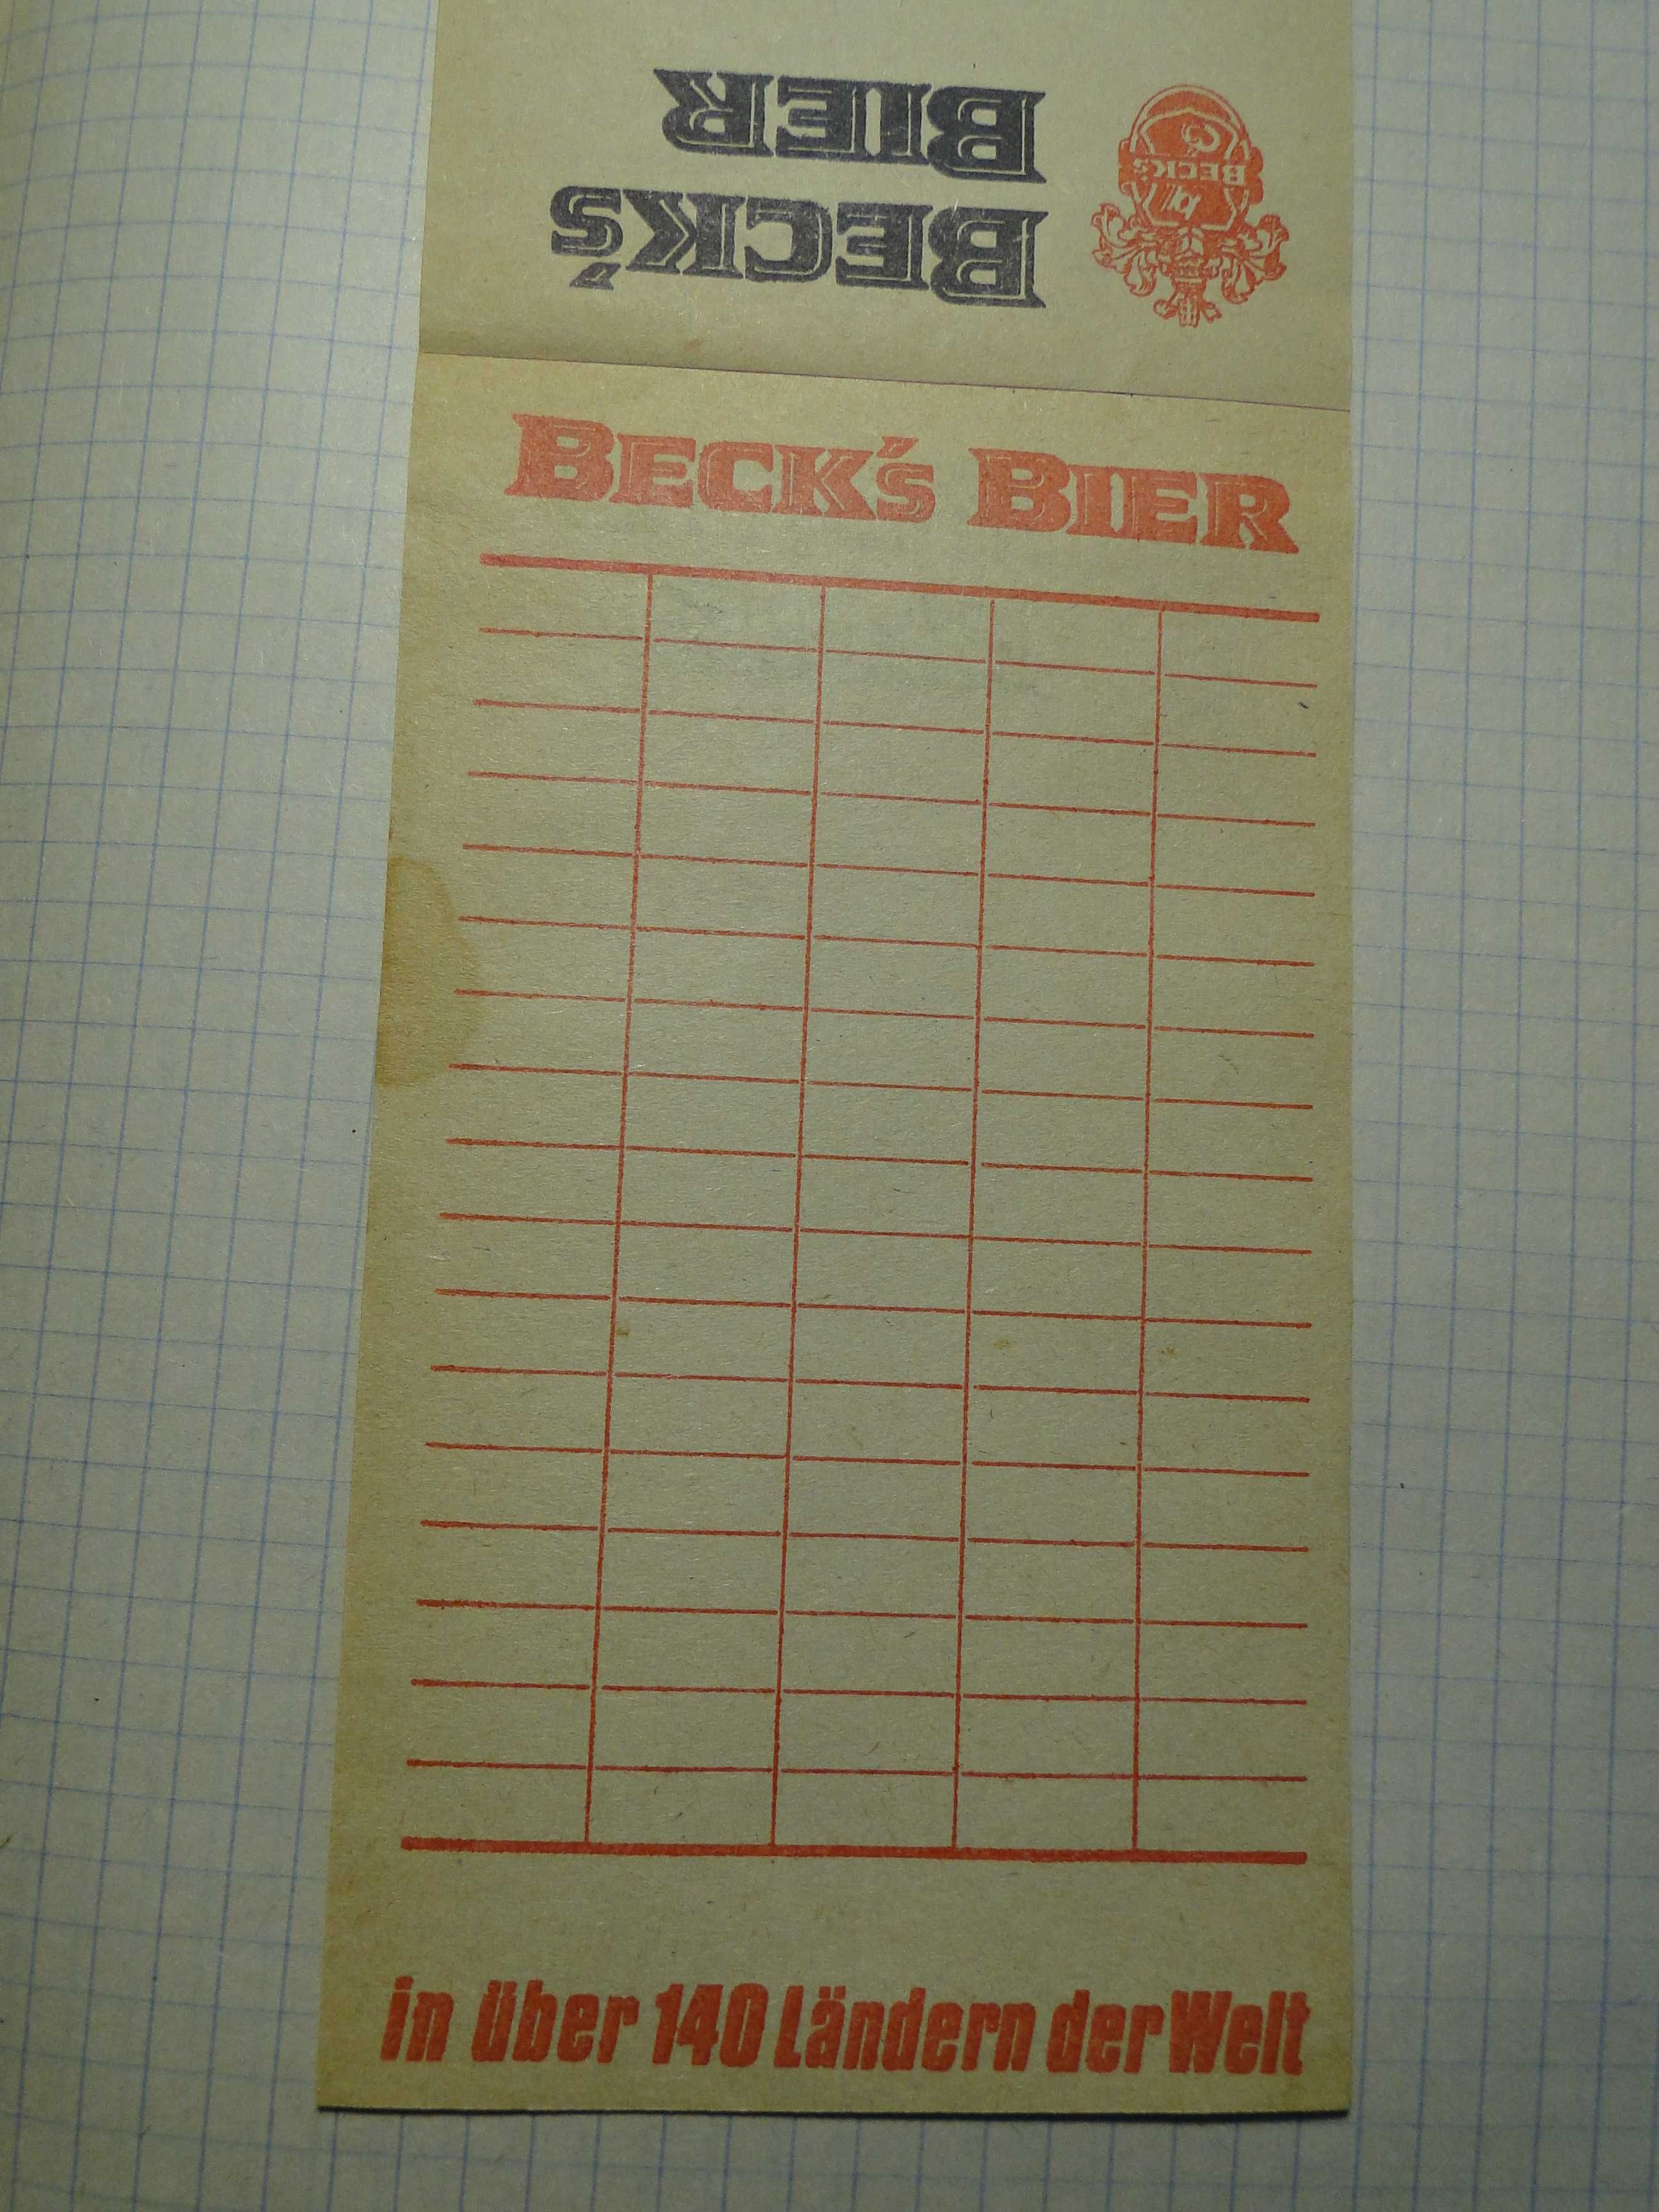 BECK'S
BIER
BECK'S
BECK'S BIER
in über 140 Ländern der Welt